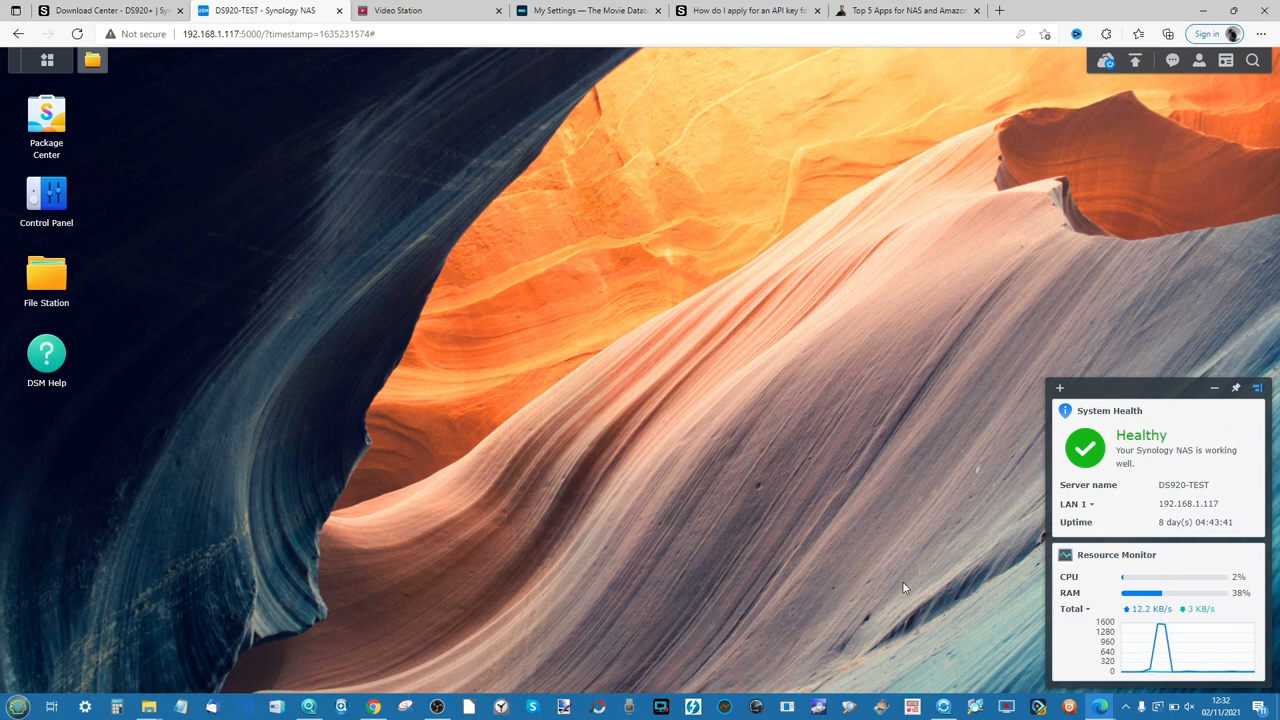 Download Center - DS920+ | Syn
DS920-TEST - Synology NAS
Video Station
My Settings — The Movie Datab
How do I apply for an API key fo
Top 5 Apps for NAS and Amazon
Not secure
192.168.1.117:5000/?timestamp=1635231574#
Sign in
Package
Center
Control Panel
File Station
DSM Help
System Health
Healthy
Your Synology NAS is working
well.
Server name DS920-TEST
LAN 1 192.168.1.117
Uptime 8 day(s) 04:43:41
Resource Monitor
CPU 2%
RAM 38%
Total 12.2 KB/s 3 KB/s
1600
1280
960
640
320
0
12:32
02/11/2021